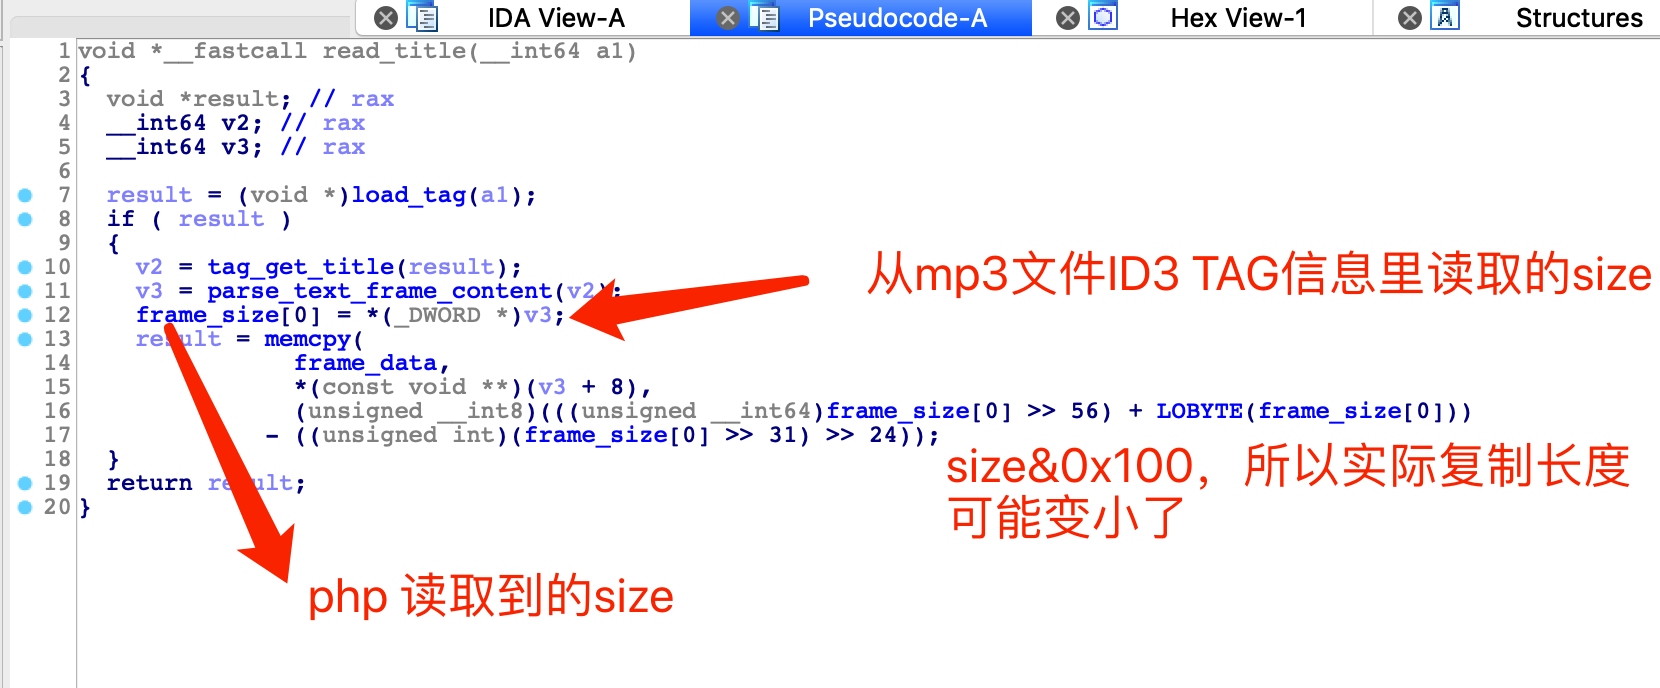 IDA View-A
Pseudocode-A
Hex View-1
Structures
1 void *__fastcall read_title(__int64 a1)
2 {
3 void *result; // rax
4 __int64 v2; // rax
5 __int64 v3; // rax
6
7 result = (void *)load_tag(a1);
8 if ( result )
9 {
10 v2 = tag_get_title(result);
11 v3 = parse_text_frame_content(v2);
12 frame_size[0] = *(_DWORD *)v3;
13 result = memcpy(
14 frame_data,
15 *(const void **)(v3 + 8),
16 (unsigned __int8)(((unsigned __int64)frame_size[0] >> 56) + LOBYTE(frame_size[0]))
17 - ((unsigned int)(frame_size[0] >> 31) >> 24));
18 }
19 return result;
20 }
从mp3文件ID3 TAG信息里读取的size
size&0x100，所以实际复制长度
可能变小了
php 读取到的size